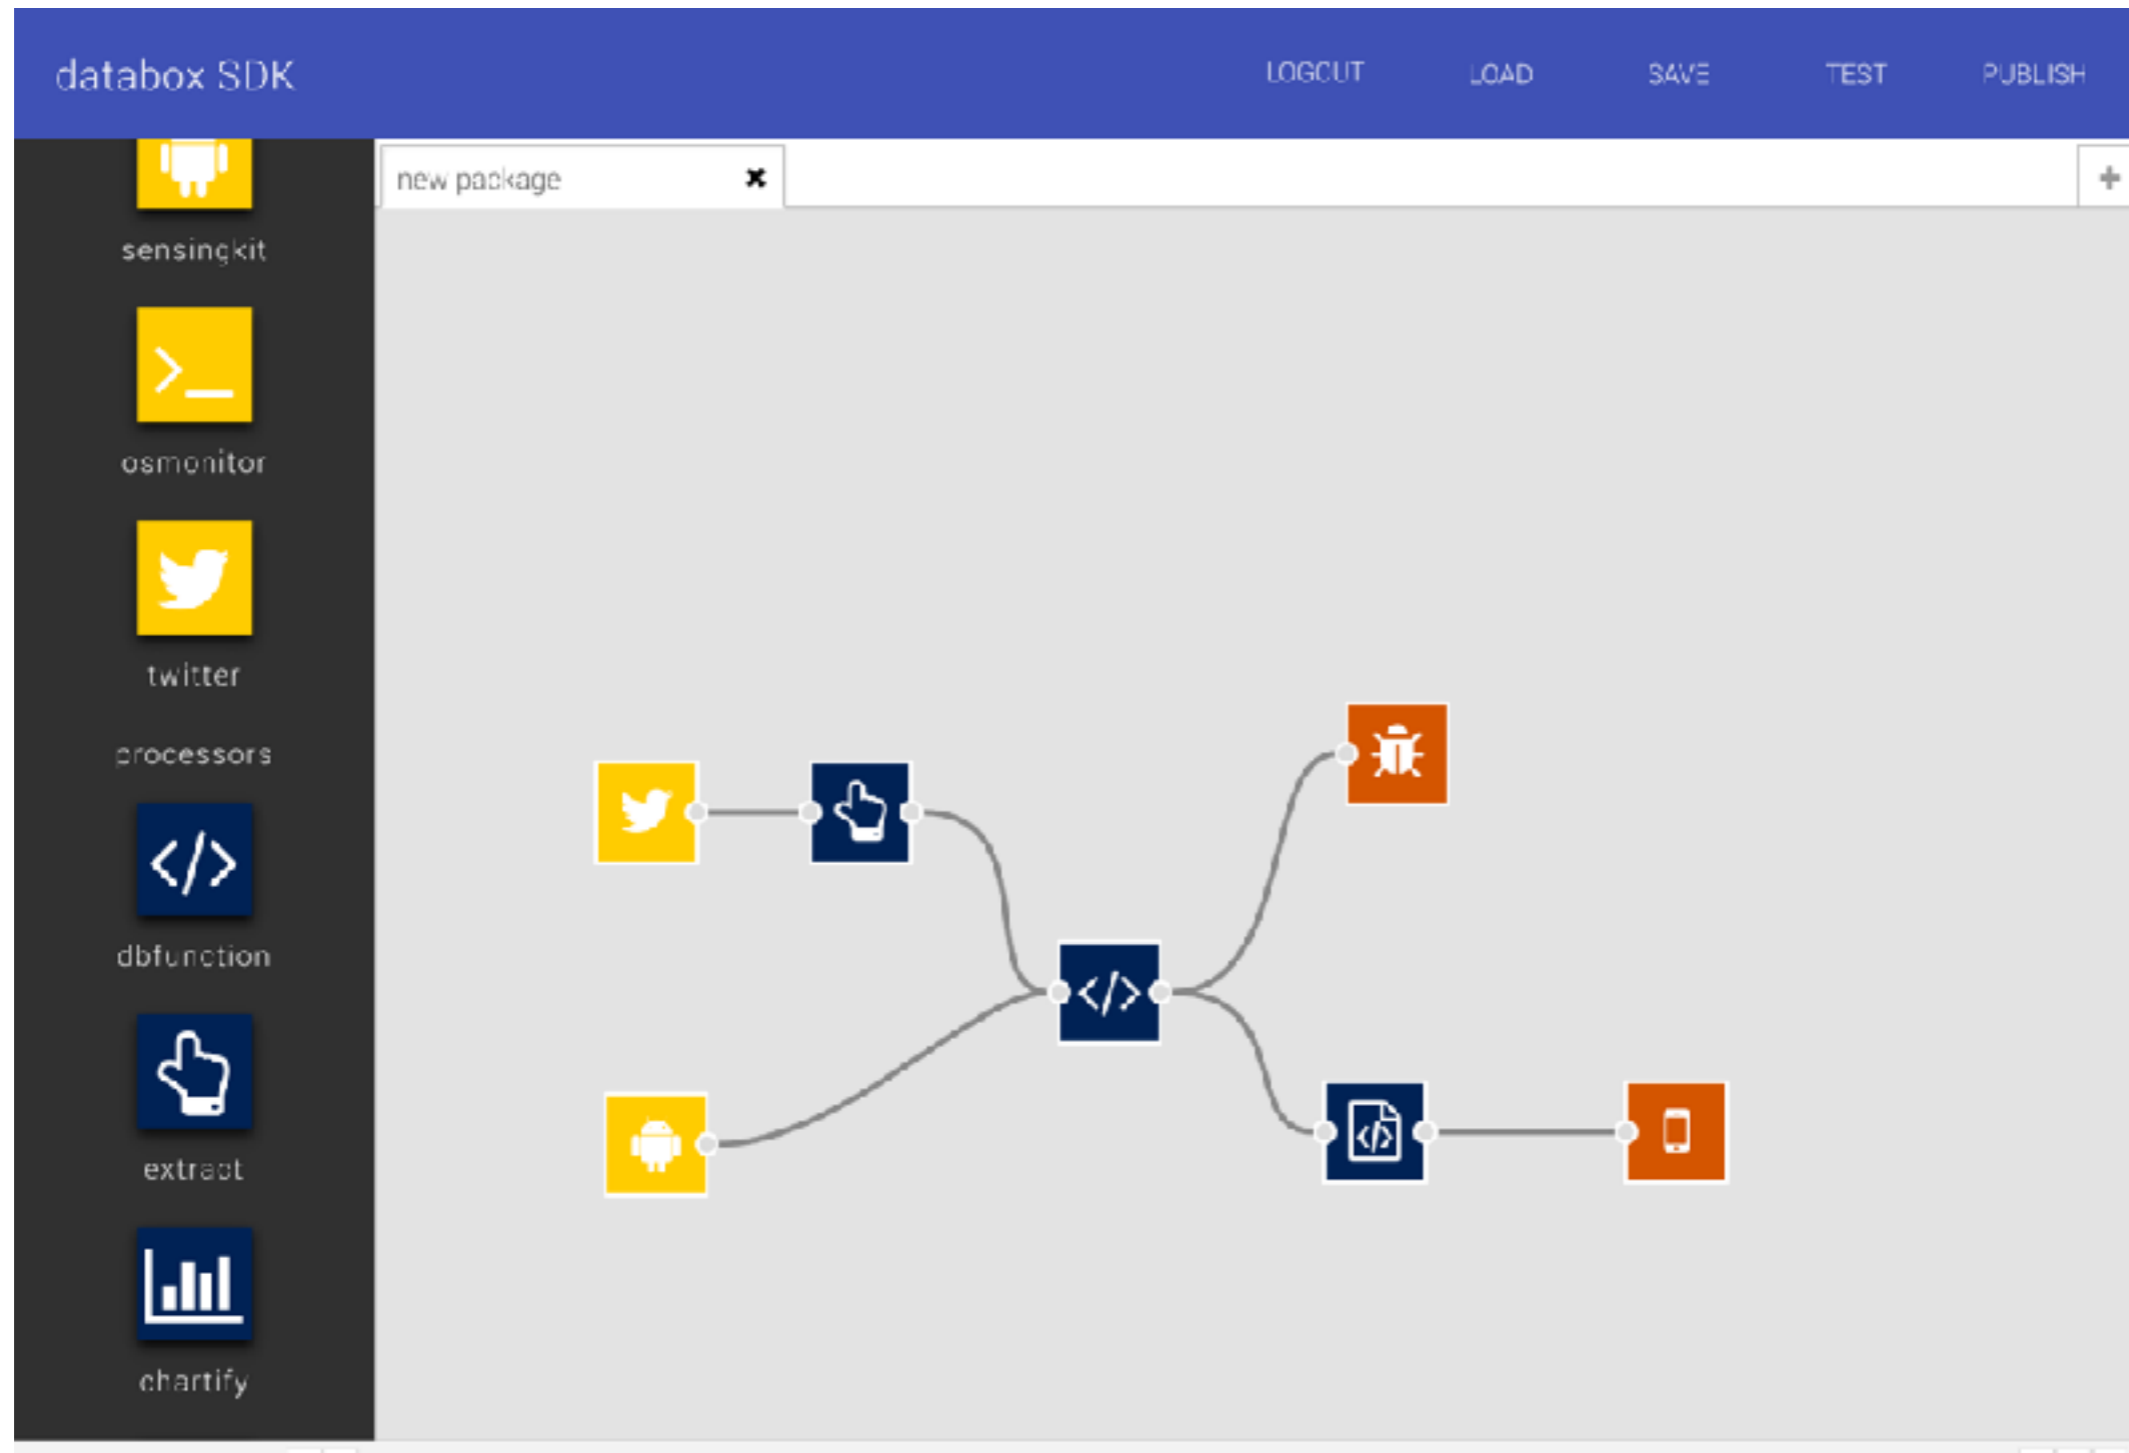 databox SDK
LOGOUT LOAD SAVE TEST PUBLISH
new package
sensingkit
osmonitor
twitter
processors
dbfunction
extract
chartify